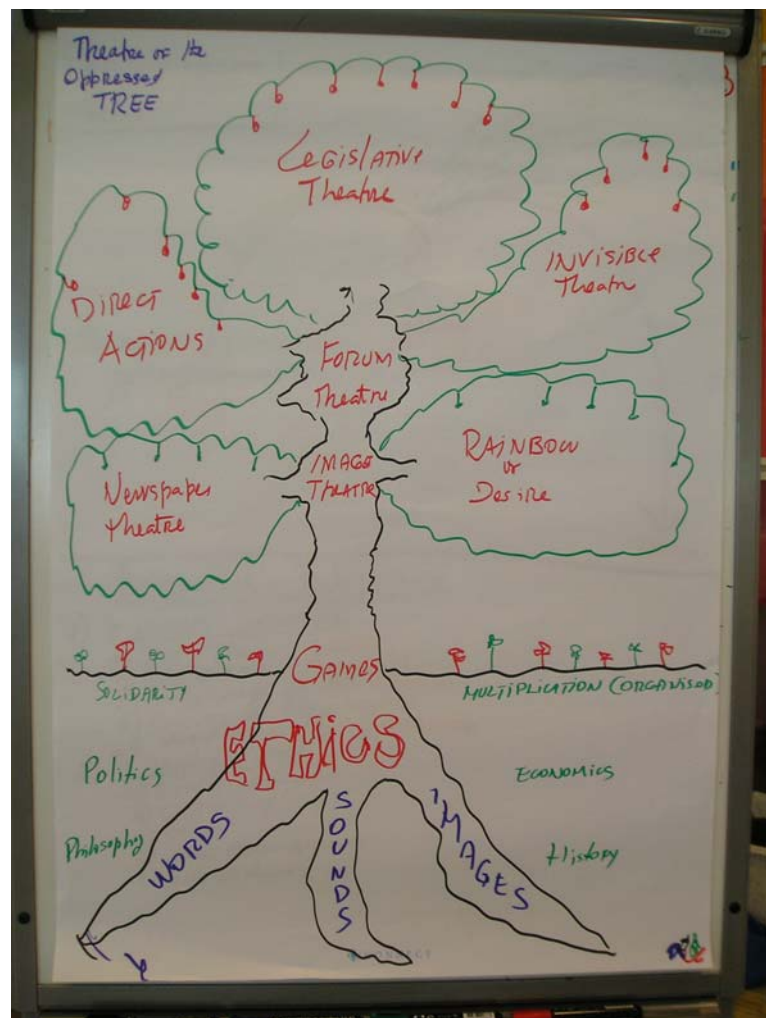 Theatre of the
Oppressed
TREE
LEGISLATIVE
Theatre
INVISIBLE
Theatre
DIRECT
ACTIONS
FORUM
Theatre
IMAGE
THEATRE
NEWSPAPER
theatre
RAINBOW
of
Desire
GAMES
SOLIDARITY
MULTIPLICATION (ORGANISED)
ETHICS
Politics
ECONOMICS
Philosophy
History
WORDS
SOUNDS
IMAGES